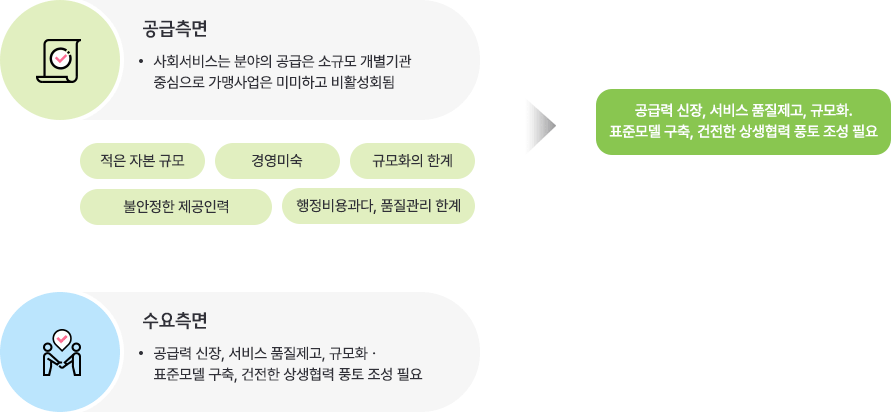 공급측면
• 사회서비스는 분야의 공급은 소규모 개별기관
중심으로 가맹사업은 미미하고 비활성회됨
적은 자본 규모
경영미숙
규모화의 한계
불안정한 제공인력
행정비용과다, 품질관리 한계
공급력 신장, 서비스 품질제고, 규모화.
표준모델 구축, 건전한 상생협력 풍토 조성 필요
수요측면
• 공급력 신장, 서비스 품질제고, 규모화 ·
표준모델 구축, 건전한 상생협력 풍토 조성 필요